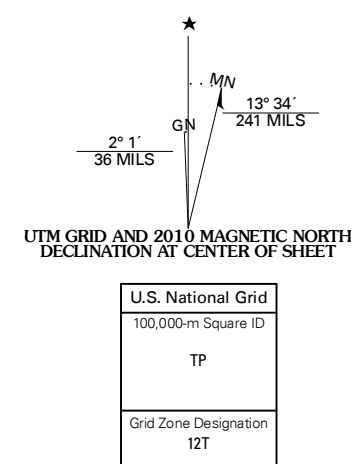 ★
MN
GN
13° 34´
241 MILS
2° 1´
36 MILS
UTM GRID AND 2010 MAGNETIC NORTH
DECLINATION AT CENTER OF SHEET
U.S. National Grid
100,000-m Square ID
TP
Grid Zone Designation
12T